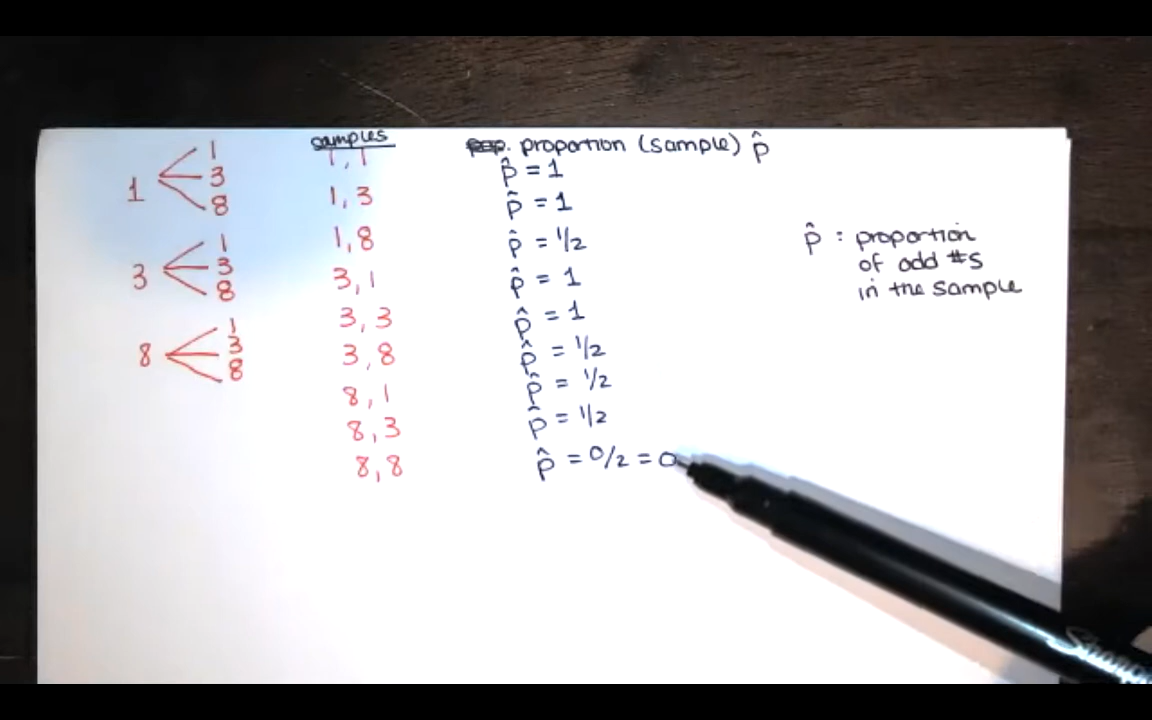 samples
proportion (sample) p̂
1, 1
p̂ = 1
1, 3
p̂ = 1
1, 8
p̂ = 1/2
3, 1
p̂ = 1
3, 3
p̂ = 1
3, 8
p̂ = 1/2
8, 1
p̂ = 1/2
8, 3
p̂ = 1/2
8, 8
p̂ = 0/2 = 0
1
1
3
8
3
1
3
8
8
1
3
8
p̂ : proportion
of odd #s
in the sample
Sharpie